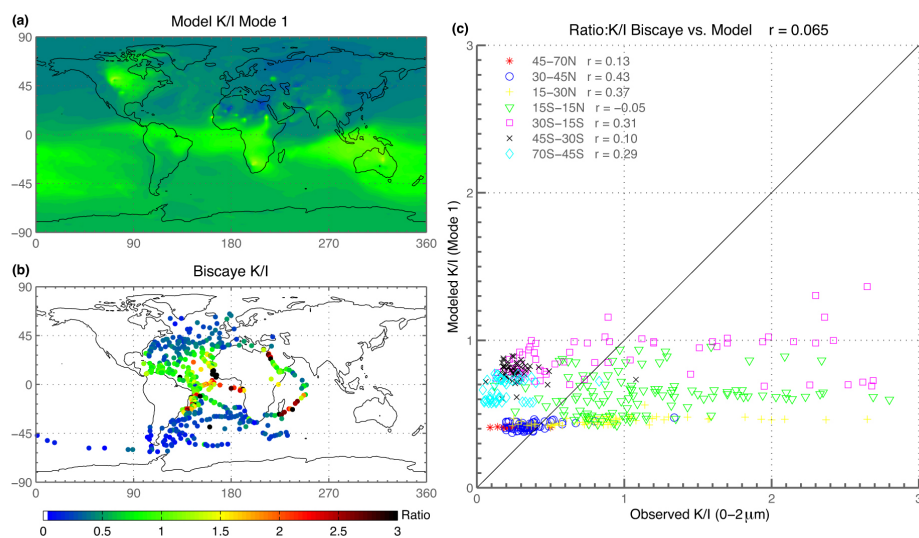 (a)
Model K/I Mode 1
90
45
0
−45
−90
0 90 180 270 360
(b)
Biscaye K/I
90
45
0
−45
−90
0 90 180 270 360
0 0.5 1 1.5 2 2.5 3 Ratio
(c)
Ratio:K/I Biscaye vs. Model r = 0.065
3
2
1
0
45−70N r = 0.13
30−45N r = 0.43
15−30N r = 0.37
15S−15N r = −0.05
30S−15S r = 0.31
45S−30S r = 0.10
70S−45S r = 0.29
Modeled K/I (Mode 1)
0 1 2 3
Observed K/I (0−2μm)